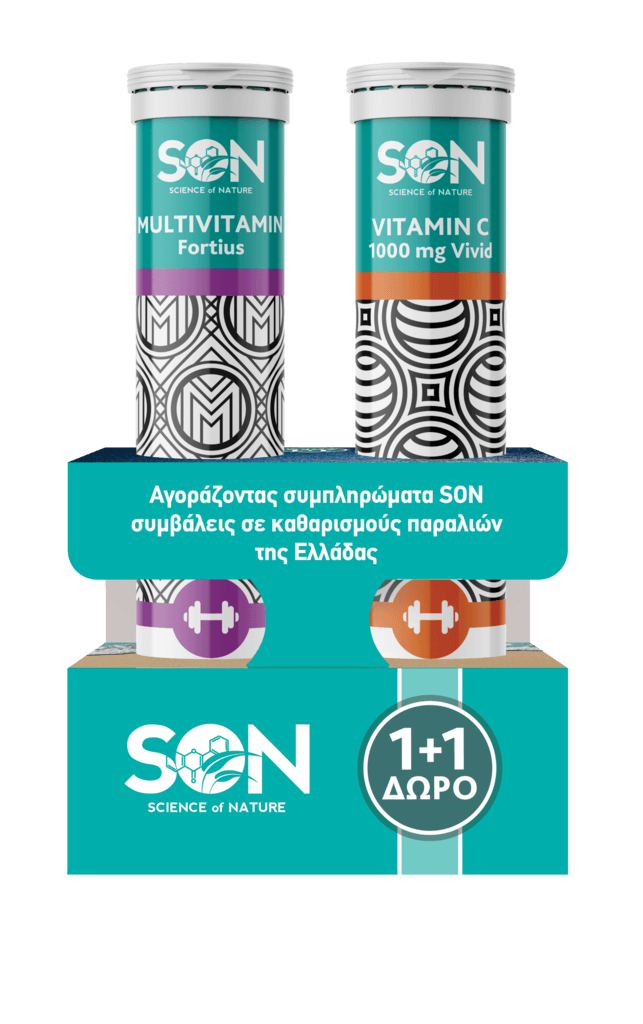 SON
SCIENCE of NATURE
MULTIVITAMIN
Fortius
SON
SCIENCE of NATURE
VITAMIN C
1000 mg Vivid
Αγοράζοντας συμπληρώματα SON
συμβάλεις σε καθαρισμούς παραλιών
της Ελλάδας
SON
SCIENCE of NATURE
1+1
ΔΩΡΟ